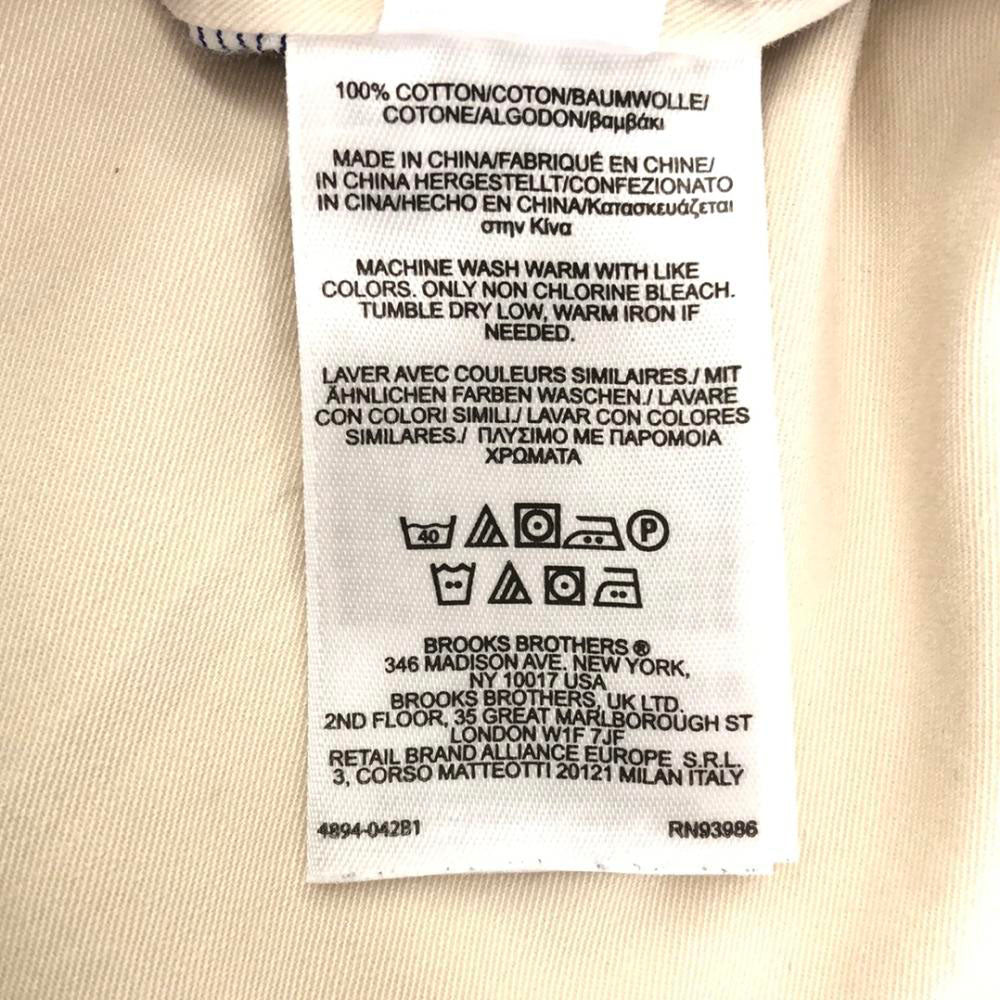 100% COTTON/COTON/BAUMWOLLE/
COTONE/ALGODON/βαμβάκι
MADE IN CHINA/FABRIQUÉ EN CHINE/
IN CHINA HERGESTELLT/CONFEZIONATO
IN CINA/HECHO EN CHINA/Κατασκευάζεται
στην Κίνα
MACHINE WASH WARM WITH LIKE
COLORS. ONLY NON CHLORINE BLEACH.
TUMBLE DRY LOW, WARM IRON IF
NEEDED.
LAVER AVEC COULEURS SIMILAIRES./ MIT
ÄHNLICHEN FARBEN WASCHEN./ LAVARE
CON COLORI SIMILI./ LAVAR CON COLORES
SIMILARES./ ΠΛΥΣΙΜΟ ΜΕ ΠΑΡΟΜΟΙΑ
ΧΡΩΜΑΤΑ
40 P
BROOKS BROTHERS ®
346 MADISON AVE. NEW YORK,
NY 10017 USA
BROOKS BROTHERS, UK LTD.
2ND FLOOR, 35 GREAT MARLBOROUGH ST
LONDON W1F 7JF
RETAIL BRAND ALLIANCE EUROPE S.R.L.
3, CORSO MATTEOTTI 20121 MILAN ITALY
4894-042B1 RN93986